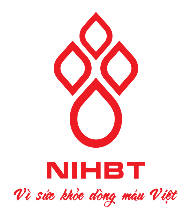 NIHBT
Vì sức khỏe dòng máu Việt